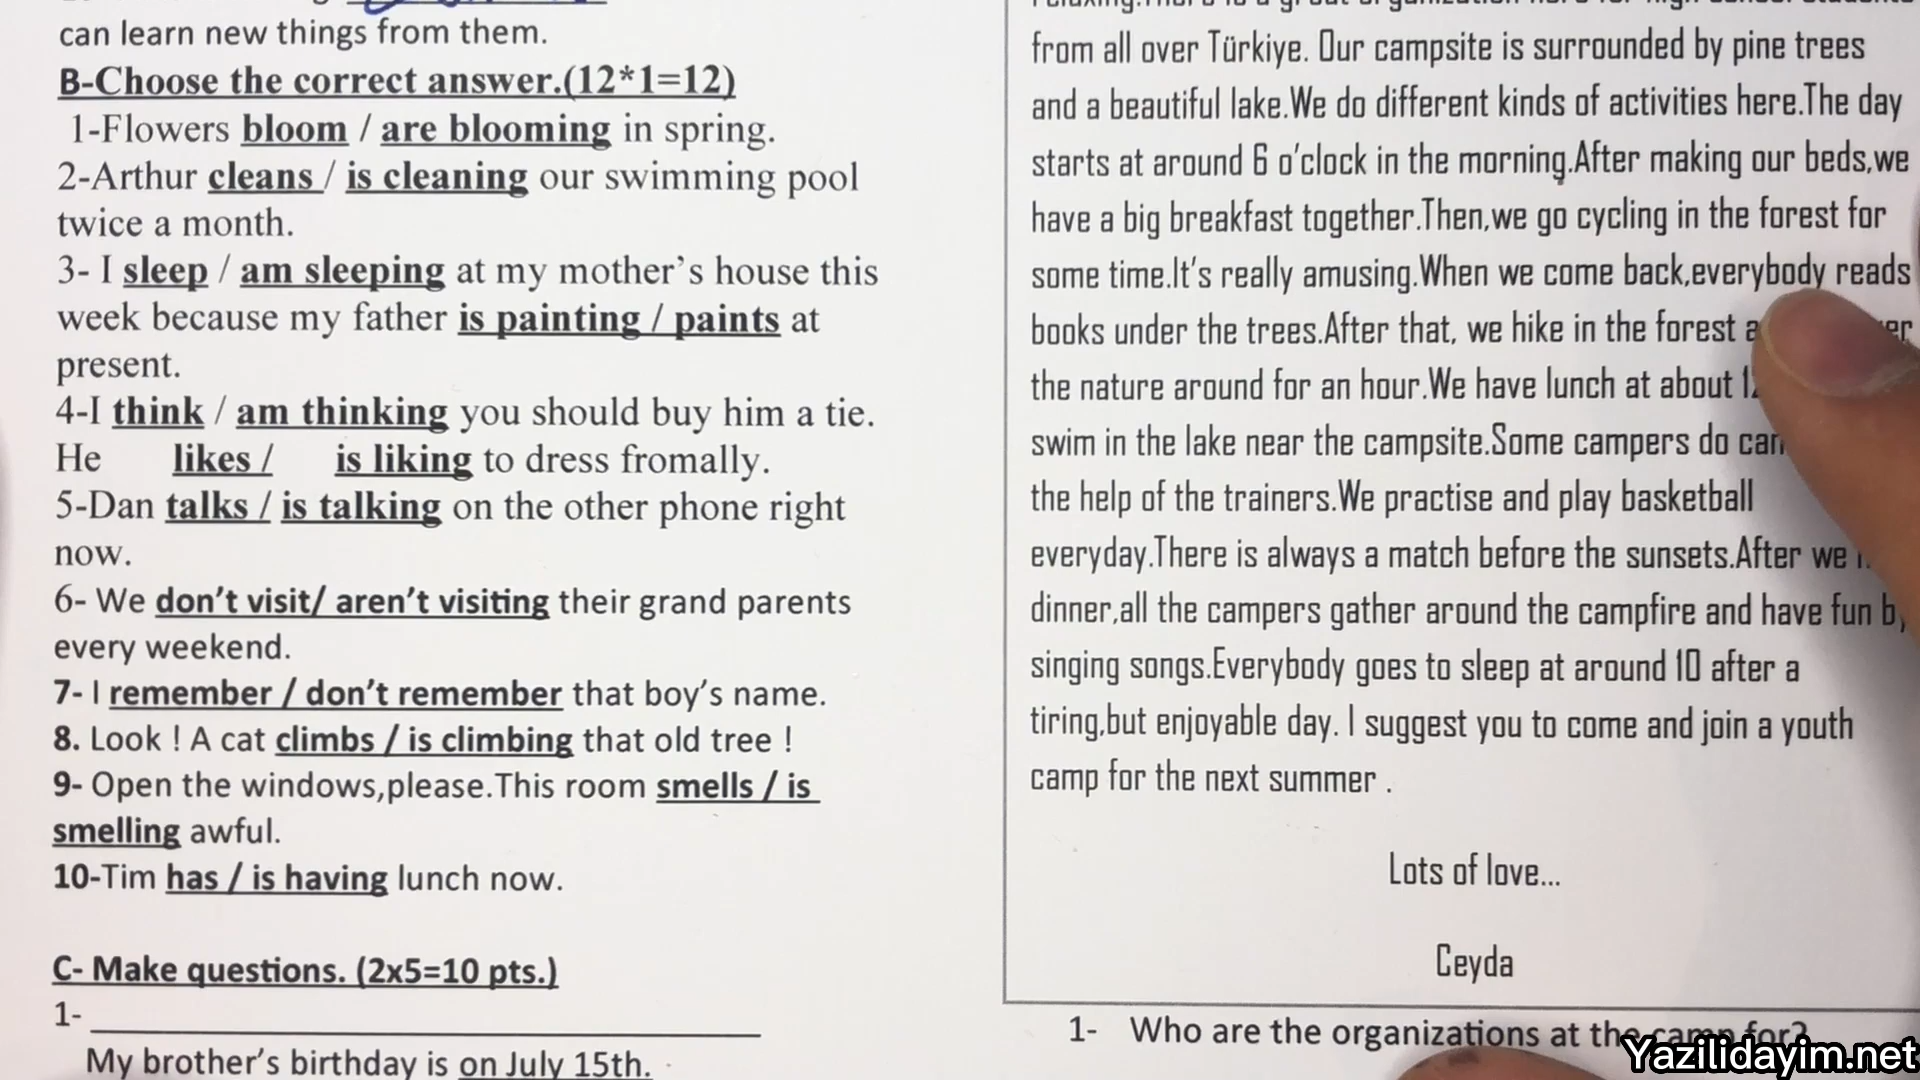 can learn new things from them.
B-Choose the correct answer.(12*1=12)
1-Flowers bloom / are blooming in spring.
2-Arthur cleans / is cleaning our swimming pool
twice a month.
3- I sleep / am sleeping at my mother's house this
week because my father is painting / paints at
present.
4-I think / am thinking you should buy him a tie.
He likes / is liking to dress fromally.
5-Dan talks / is talking on the other phone right
now.
6- We don't visit/ aren't visiting their grand parents
every weekend.
7- I remember / don't remember that boy's name.
8. Look ! A cat climbs / is climbing that old tree !
9- Open the windows,please.This room smells / is
smelling awful.
10-Tim has / is having lunch now.
C- Make questions. (2x5=10 pts.)
1-
My brother's birthday is on July 15th.
from all over Türkiye. Our campsite is surrounded by pine trees
and a beautiful lake.We do different kinds of activities here.The day
starts at around 6 o'clock in the morning.After making our beds,we
have a big breakfast together.Then,we go cycling in the forest for
some time.It's really amusing.When we come back,everybody reads
books under the trees.After that, we hike in the forest
the nature around for an hour.We have lunch at about
swim in the lake near the campsite.Some campers do
the help of the trainers.We practise and play basketball
everyday.There is always a match before the sunsets.After we
dinner,all the campers gather around the campfire and have fun
singing songs.Everybody goes to sleep at around 10 after a
tiring,but enjoyable day. I suggest you to come and join a youth
camp for the next summer .
Lots of love...
Ceyda
1- Who are the organizations at the camp for?
Yazilidayim.net